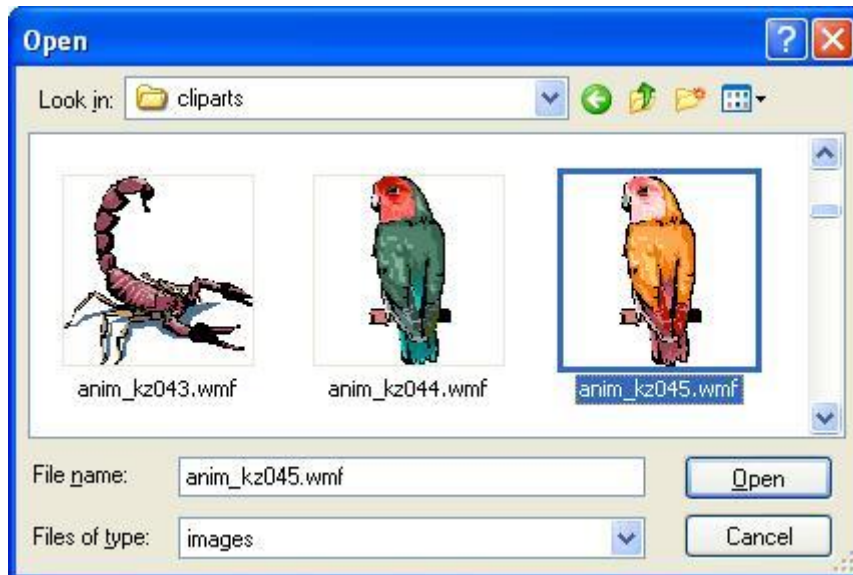 Open
Look in: cliparts
anim_kz043.wmf anim_kz044.wmf anim_kz045.wmf
File name: anim_kz045.wmf Open
Files of type: images Cancel